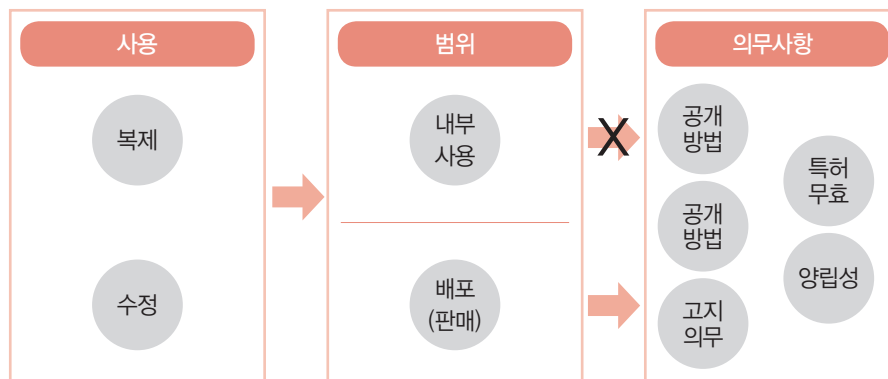 사용
복제
수정
범위
내부
사용
배포
(판매)
X
의무사항
공개
방법
공개
방법
고지
의무
특허
무효
양립성